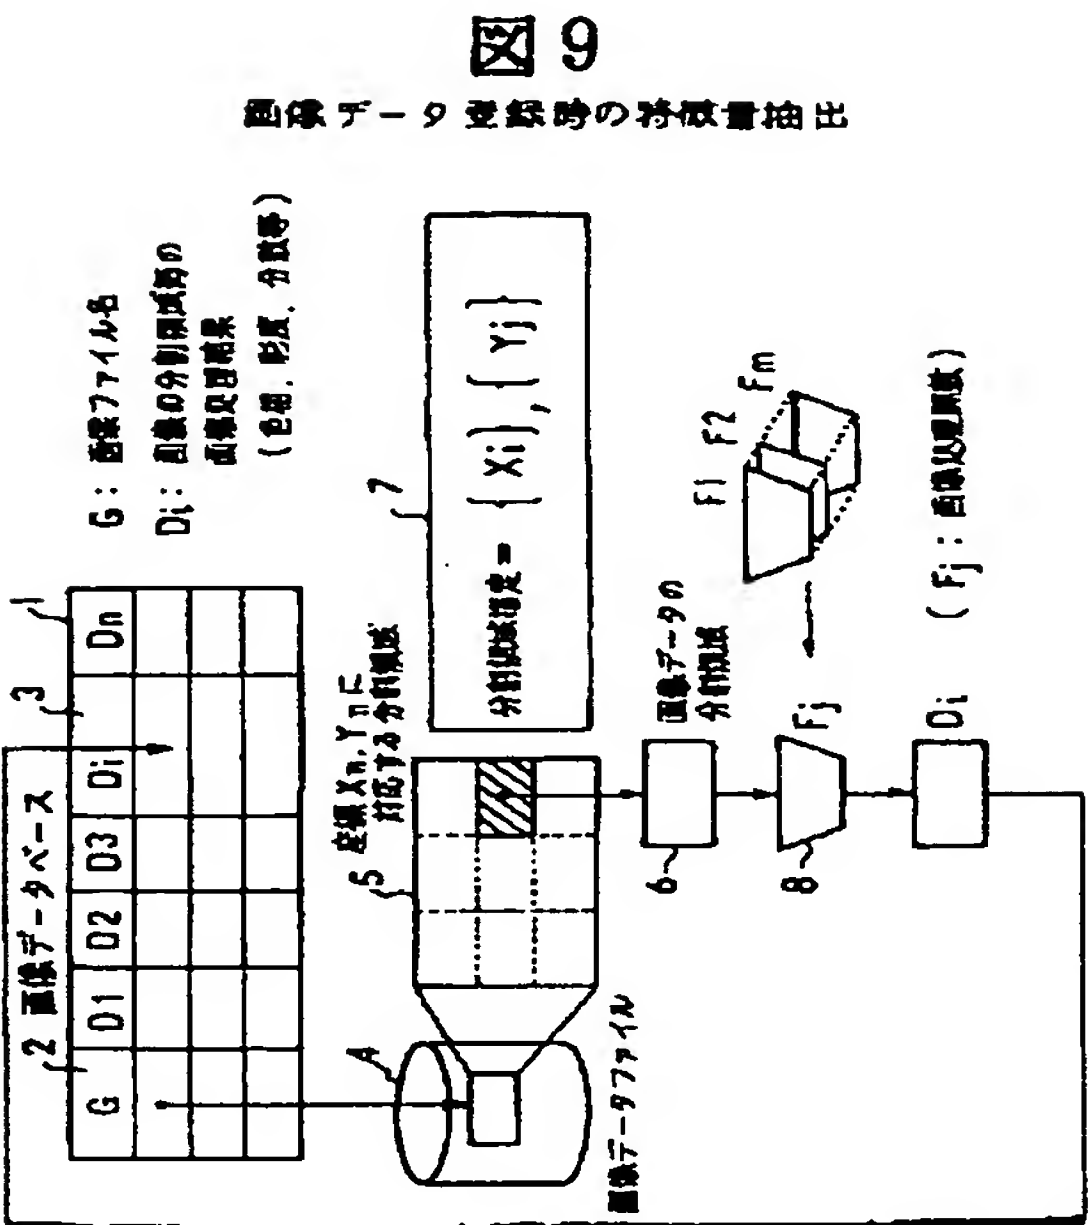 図9
画像データ登録時の特徴量抽出
G: 画像ファイル名
Di: 画像の分割領域毎の
画像処理結果
(色相, 彩度, 分散等)
2 画像データベース
3
1
G D1 D2 D3 Di Dn
4
画像データファイル
5
座標Xn,Ynに
対応する分割領域
7
分割領域指定= {Xi},{Yj}
6
画像データの
分割領域
8
Fj
F1 F2 Fm
Di
(Fj: 画像処理関数)